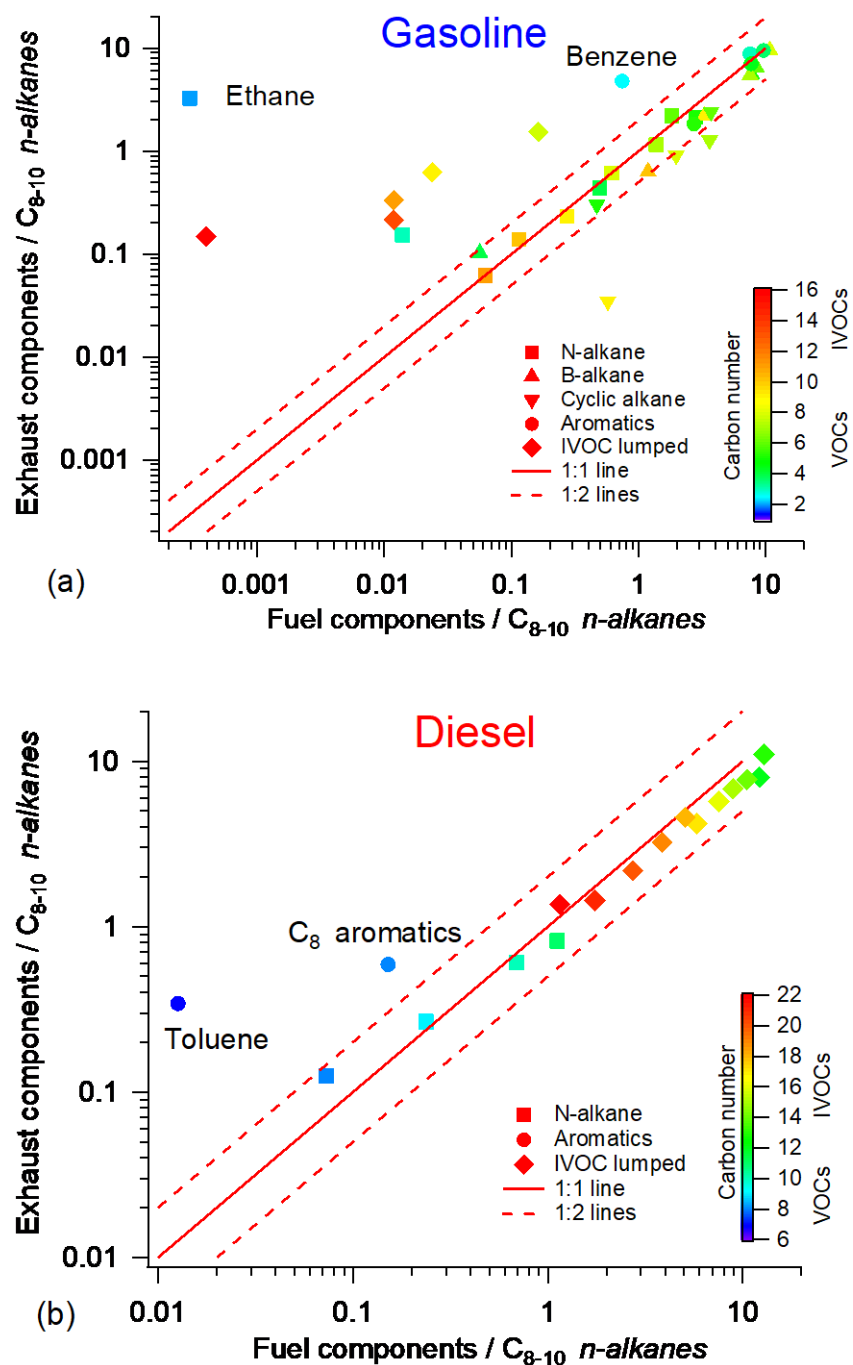 Gasoline
Ethane
Benzene
10
1
0.1
0.01
0.001
Exhaust components / C8-10 n-alkanes
N-alkane
B-alkane
Cyclic alkane
Aromatics
IVOC lumped
1:1 line
1:2 lines
16
14
12
10
8
6
4
2
Carbon number
VOCs IVOCs
(a)
0.001 0.01 0.1 1 10
Fuel components / C8-10 n-alkanes
Diesel
C8 aromatics
Toluene
10
1
0.1
0.01
Exhaust components / C8-10 n-alkanes
N-alkane
Aromatics
IVOC lumped
1:1 line
1:2 lines
22
20
18
16
14
12
10
8
6
Carbon number
VOCs IVOCs
(b)
0.01 0.1 1 10
Fuel components / C8-10 n-alkanes